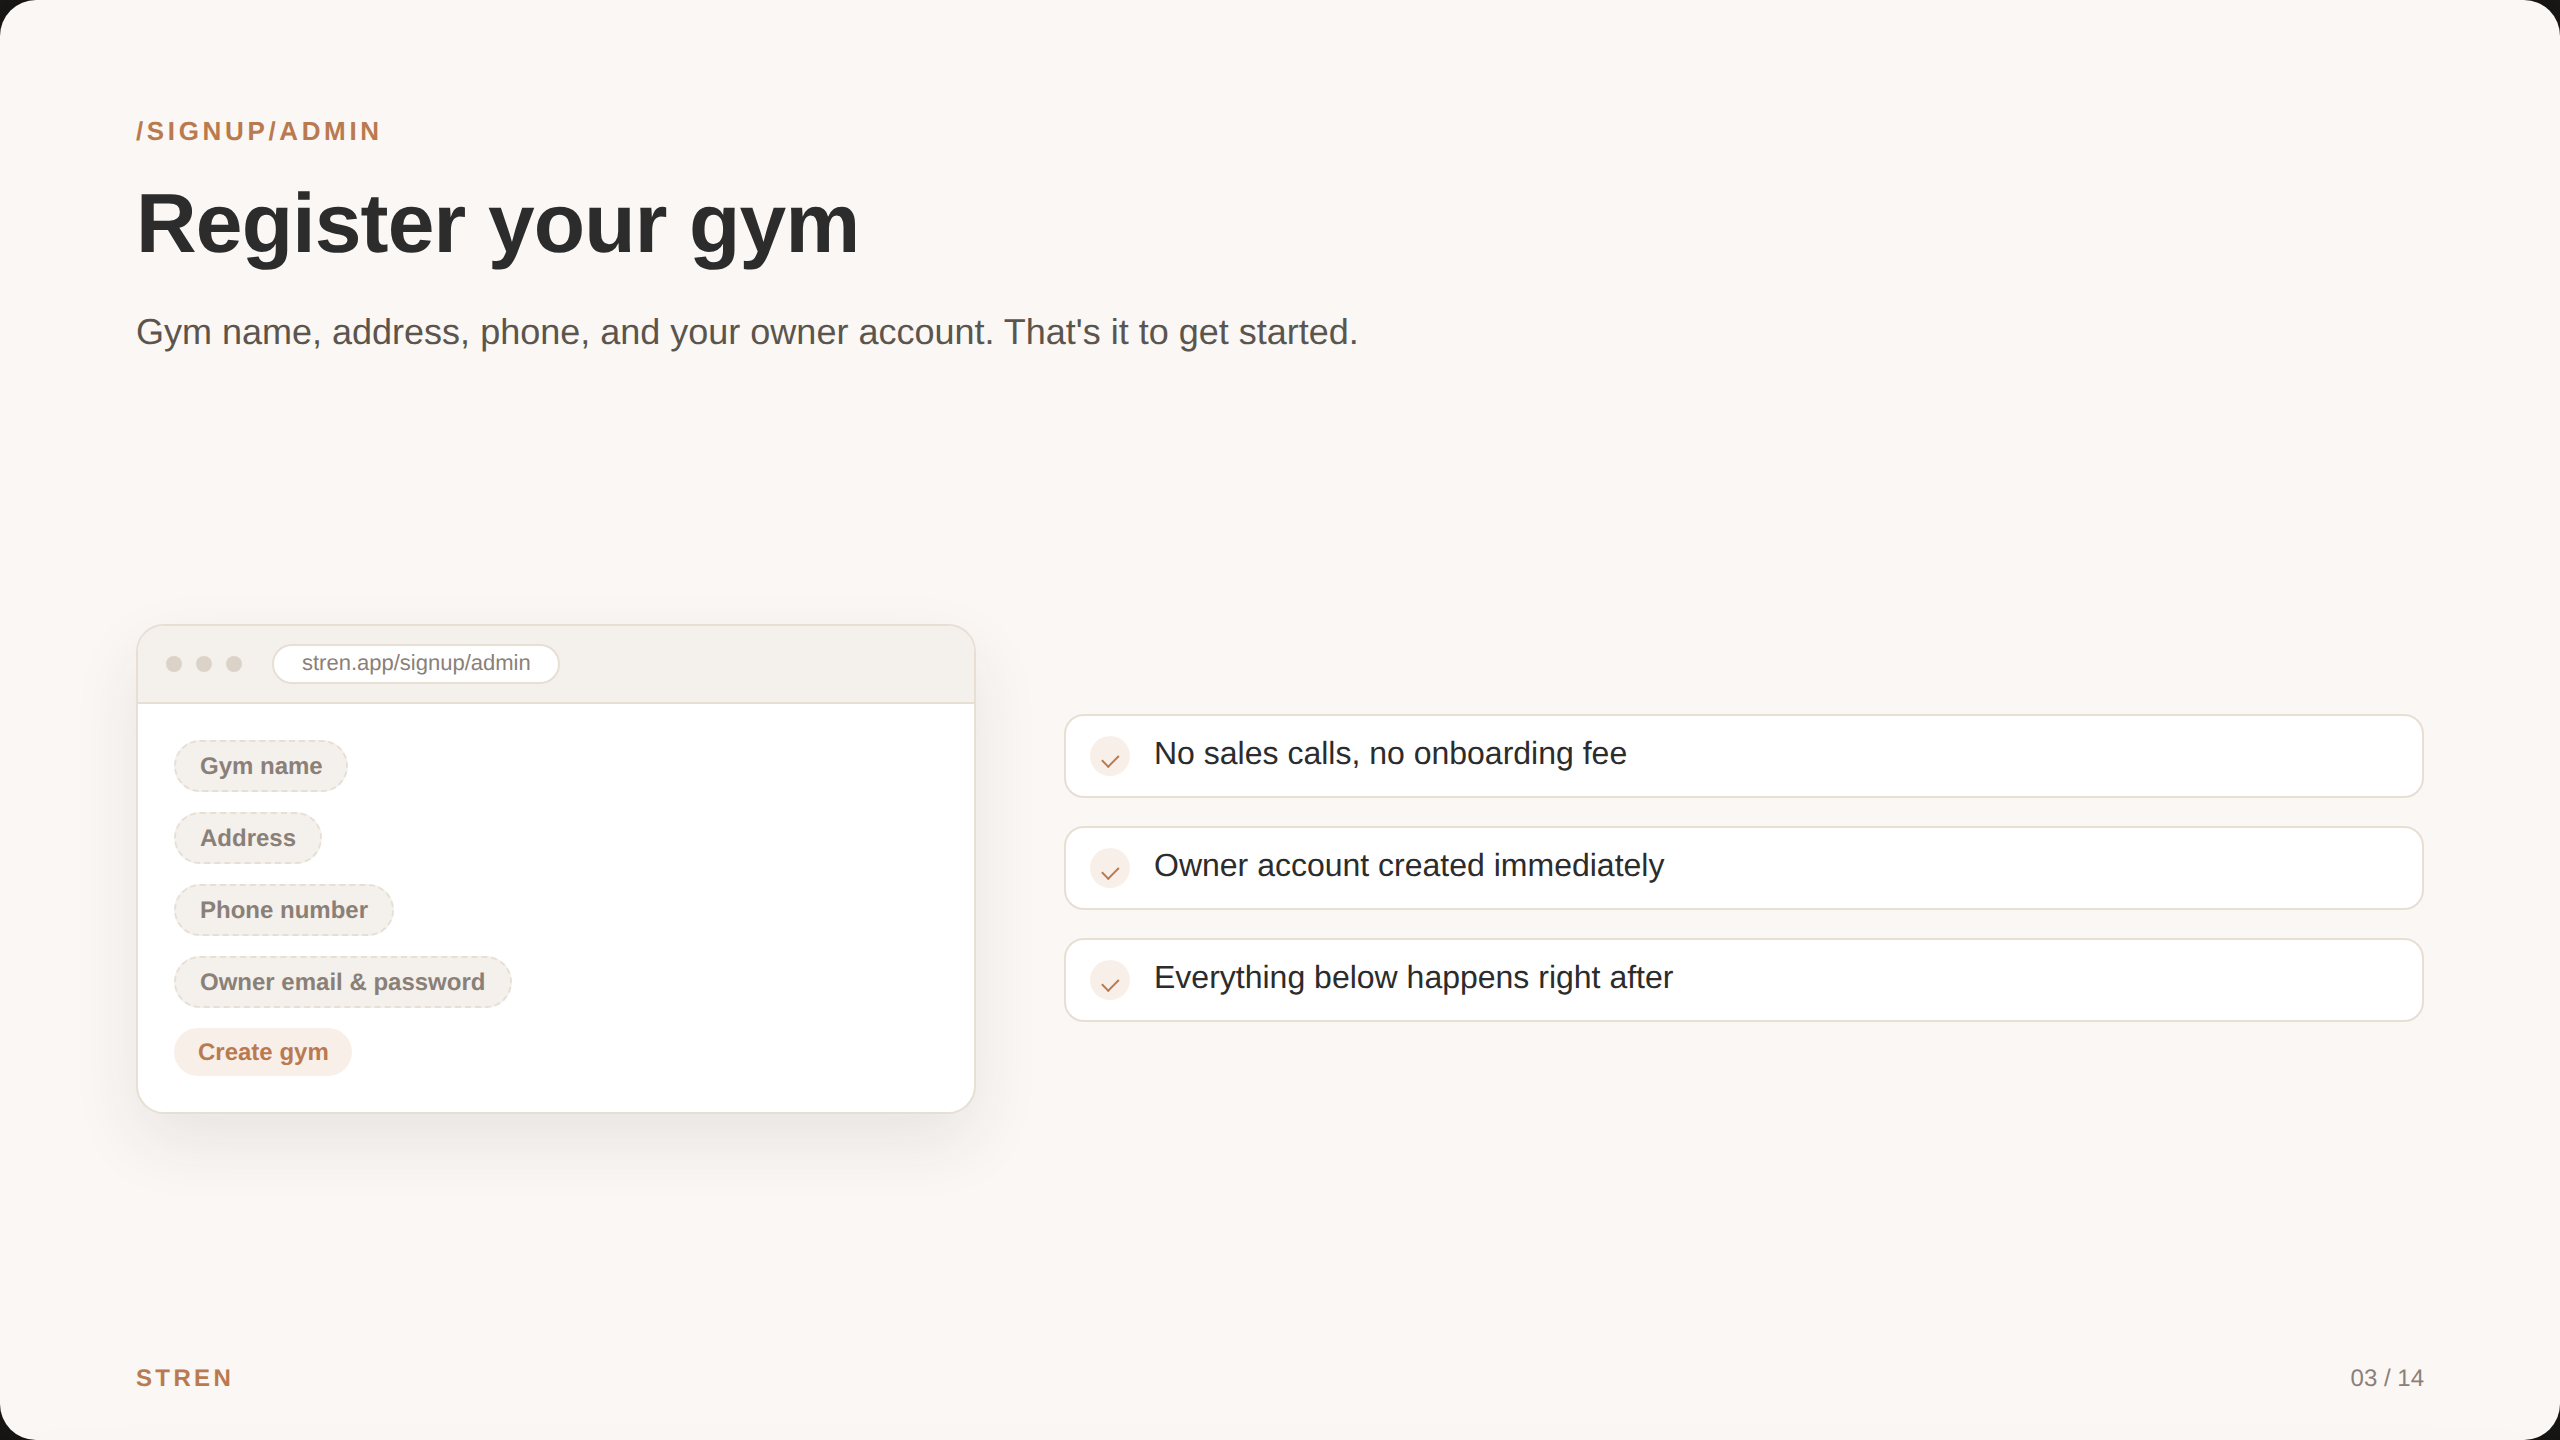 /SIGNUP/ADMIN
Register your gym
Gym name, address, phone, and your owner account. That's it to get started.
stren.app/signup/admin
Gym name
Address
Phone number
Owner email & password
Create gym
No sales calls, no onboarding fee
Owner account created immediately
Everything below happens right after
STREN
03 / 14